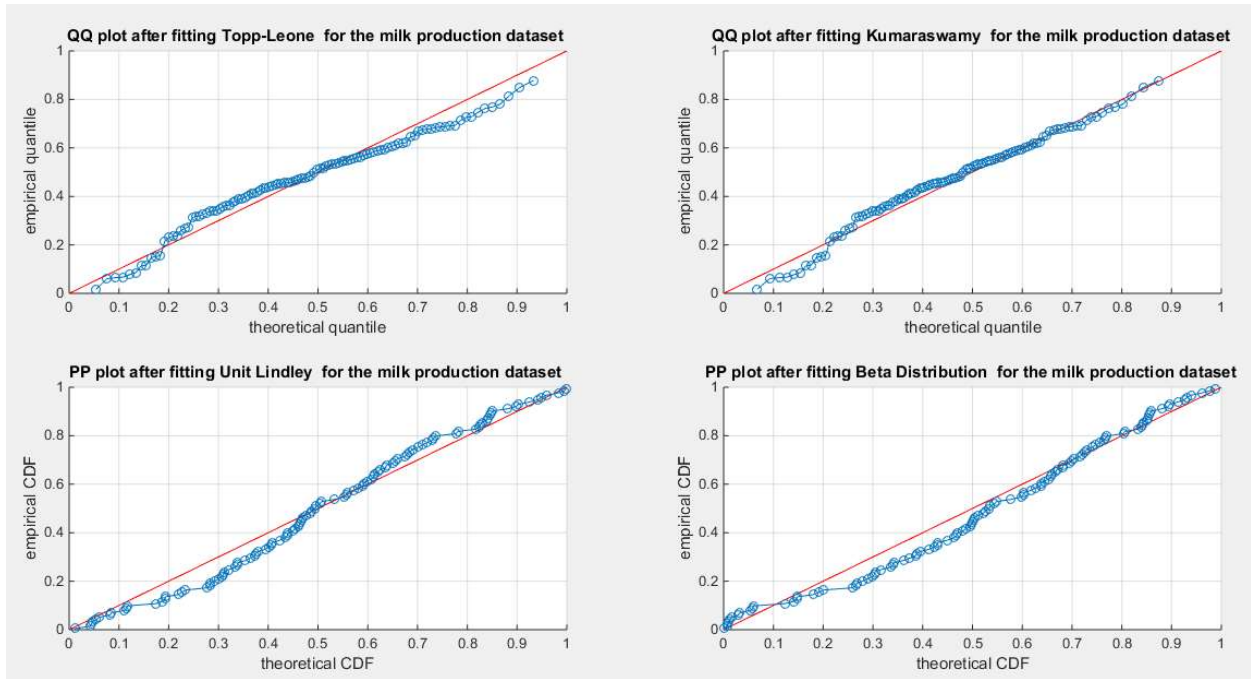 QQ plot after fitting Topp-Leone for the milk production dataset
1
0.8
0.6
0.4
0.2
0
empirical quantile
0 0.1 0.2 0.3 0.4 0.5 0.6 0.7 0.8 0.9 1
theoretical quantile
QQ plot after fitting Kumaraswamy for the milk production dataset
1
0.8
0.6
0.4
0.2
0
empirical quantile
0 0.1 0.2 0.3 0.4 0.5 0.6 0.7 0.8 0.9 1
theoretical quantile
PP plot after fitting Unit Lindley for the milk production dataset
1
0.8
0.6
0.4
0.2
0
empirical CDF
0 0.1 0.2 0.3 0.4 0.5 0.6 0.7 0.8 0.9 1
theoretical CDF
PP plot after fitting Beta Distribution for the milk production dataset
1
0.8
0.6
0.4
0.2
0
empirical CDF
0 0.1 0.2 0.3 0.4 0.5 0.6 0.7 0.8 0.9 1
theoretical CDF